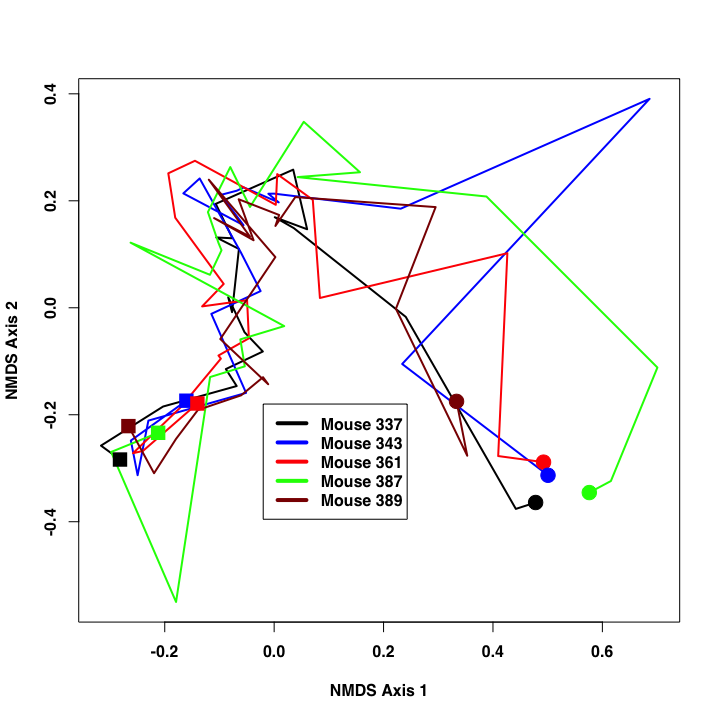 0.4
0.2
0.0
-0.2
-0.4
NMDS Axis 2
Mouse 337
Mouse 343
Mouse 361
Mouse 387
Mouse 389
-0.2 0.0 0.2 0.4 0.6
NMDS Axis 1